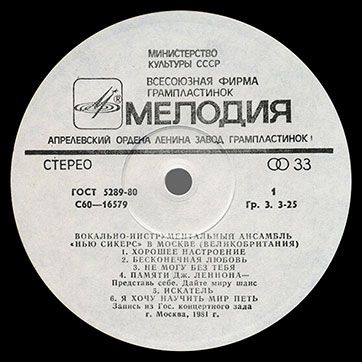 МИНИСТЕРСТВО
КУЛЬТУРЫ СССР
ВСЕСОЮЗНАЯ ФИРМА
ГРАМПЛАСТИНОК
МЕЛОДИЯ
АПРЕЛЕВСКИЙ ОРДЕНА ЛЕНИНА ЗАВОД ГРАМПЛАСТИНОК!
СТЕРЕО 33
ГОСТ 5289-80 1
С60—16579 Гр. 3. 3-25
ВОКАЛЬНО-ИНСТРУМЕНТАЛЬНЫЙ АНСАМБЛЬ
«НЬЮ СИКЕРС» В МОСКВЕ (ВЕЛИКОБРИТАНИЯ)
1. ХОРОШЕЕ НАСТРОЕНИЕ
2. БЕСКОНЕЧНАЯ ЛЮБОВЬ
3. НЕ МОГУ БЕЗ ТЕБЯ
4. ПАМЯТИ Дж. ЛЕННОНА—
Представь себе. Дайте миру шанс
5. ИСКАТЕЛЬ
6. Я ХОЧУ НАУЧИТЬ МИР ПЕТЬ
Запись из Гос. концертного зала
г. Москва, 1981 г.